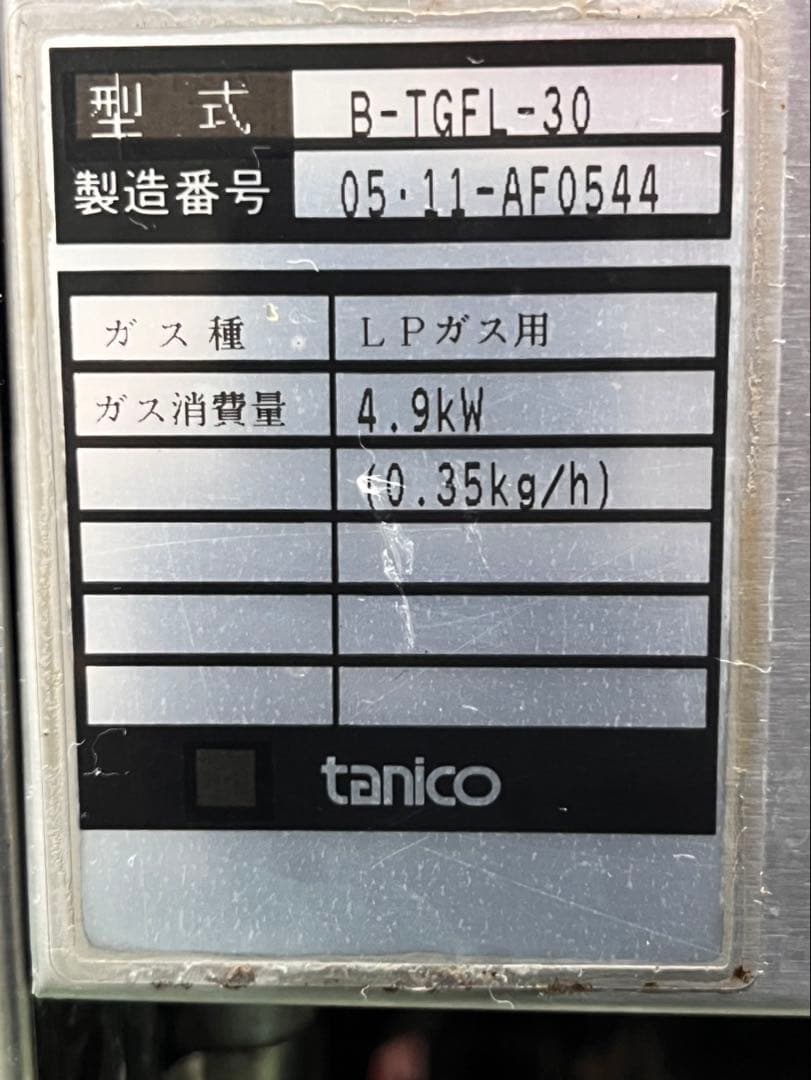 型式 B-TGFL-30
製造番号 05·11-AF0544
ガス種 LPガス用
ガス消費量 4.9kW
(0.35kg/h)
tanico